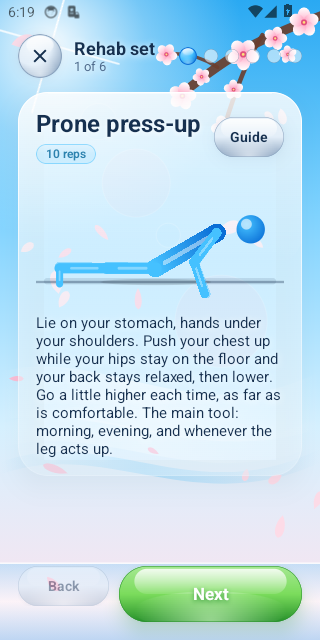 6:19
Rehab set
1 of 6
Prone press-up
Guide
10 reps
Lie on your stomach, hands under
your shoulders. Push your chest up
while your hips stay on the floor and
your back stays relaxed, then lower.
Go a little higher each time, as far as
is comfortable. The main tool:
morning, evening, and whenever the
leg acts up.
Back
Next